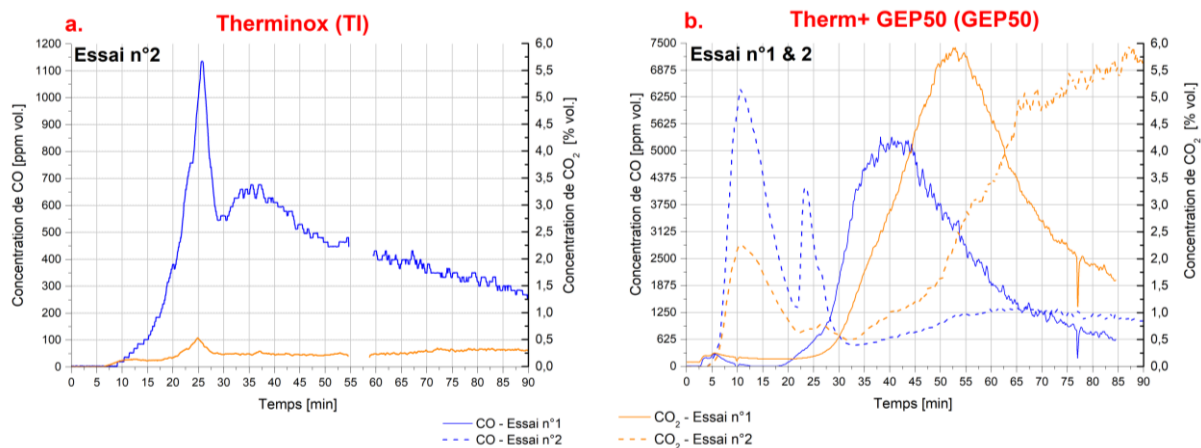 a.
Therminox (TI)
Essai n°2
Concentration de CO [ppm vol.]
1200
1100
1000
900
800
700
600
500
400
300
200
100
0
6,0
5,5
5,0
4,5
4,0
3,5
3,0
2,5
2,0
1,5
1,0
0,5
0,0
Concentration de CO₂ [% vol.]
0 5 10 15 20 25 30 35 40 45 50 55 60 65 70 75 80 85 90
Temps [min]
b.
Therm+ GEP50 (GEP50)
Essai n°1 & 2
Concentration de CO [ppm vol.]
7500
6875
6250
5625
5000
4375
3750
3125
2500
1875
1250
625
0
6,0
5,5
5,0
4,5
4,0
3,5
3,0
2,5
2,0
1,5
1,0
0,5
0,0
Concentration de CO₂ [% vol.]
0 5 10 15 20 25 30 35 40 45 50 55 60 65 70 75 80 85 90
Temps [min]
CO - Essai n°1
CO - Essai n°2
CO₂ - Essai n°1
CO₂ - Essai n°2